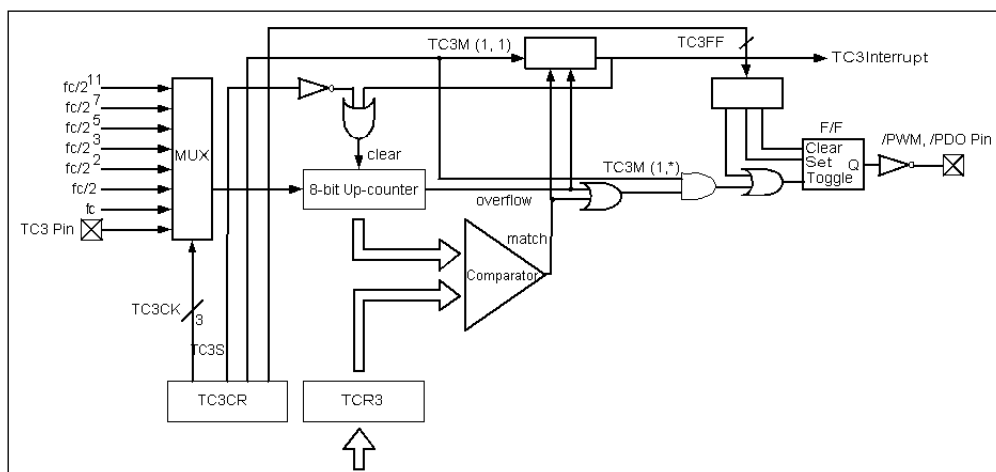 TC3M (1, 1)
TC3FF
TC3Interrupt
fc/2^11
fc/2^7
fc/2^5
fc/2^3
fc/2^2
fc/2
fc
TC3 Pin
MUX
clear
8-bit Up-counter
overflow
TC3M (1,*)
F/F
Clear
Set
Toggle
Q
/PWM, /PDO Pin
match
Comparator
TC3CK
3
TC3S
TC3CR
TCR3